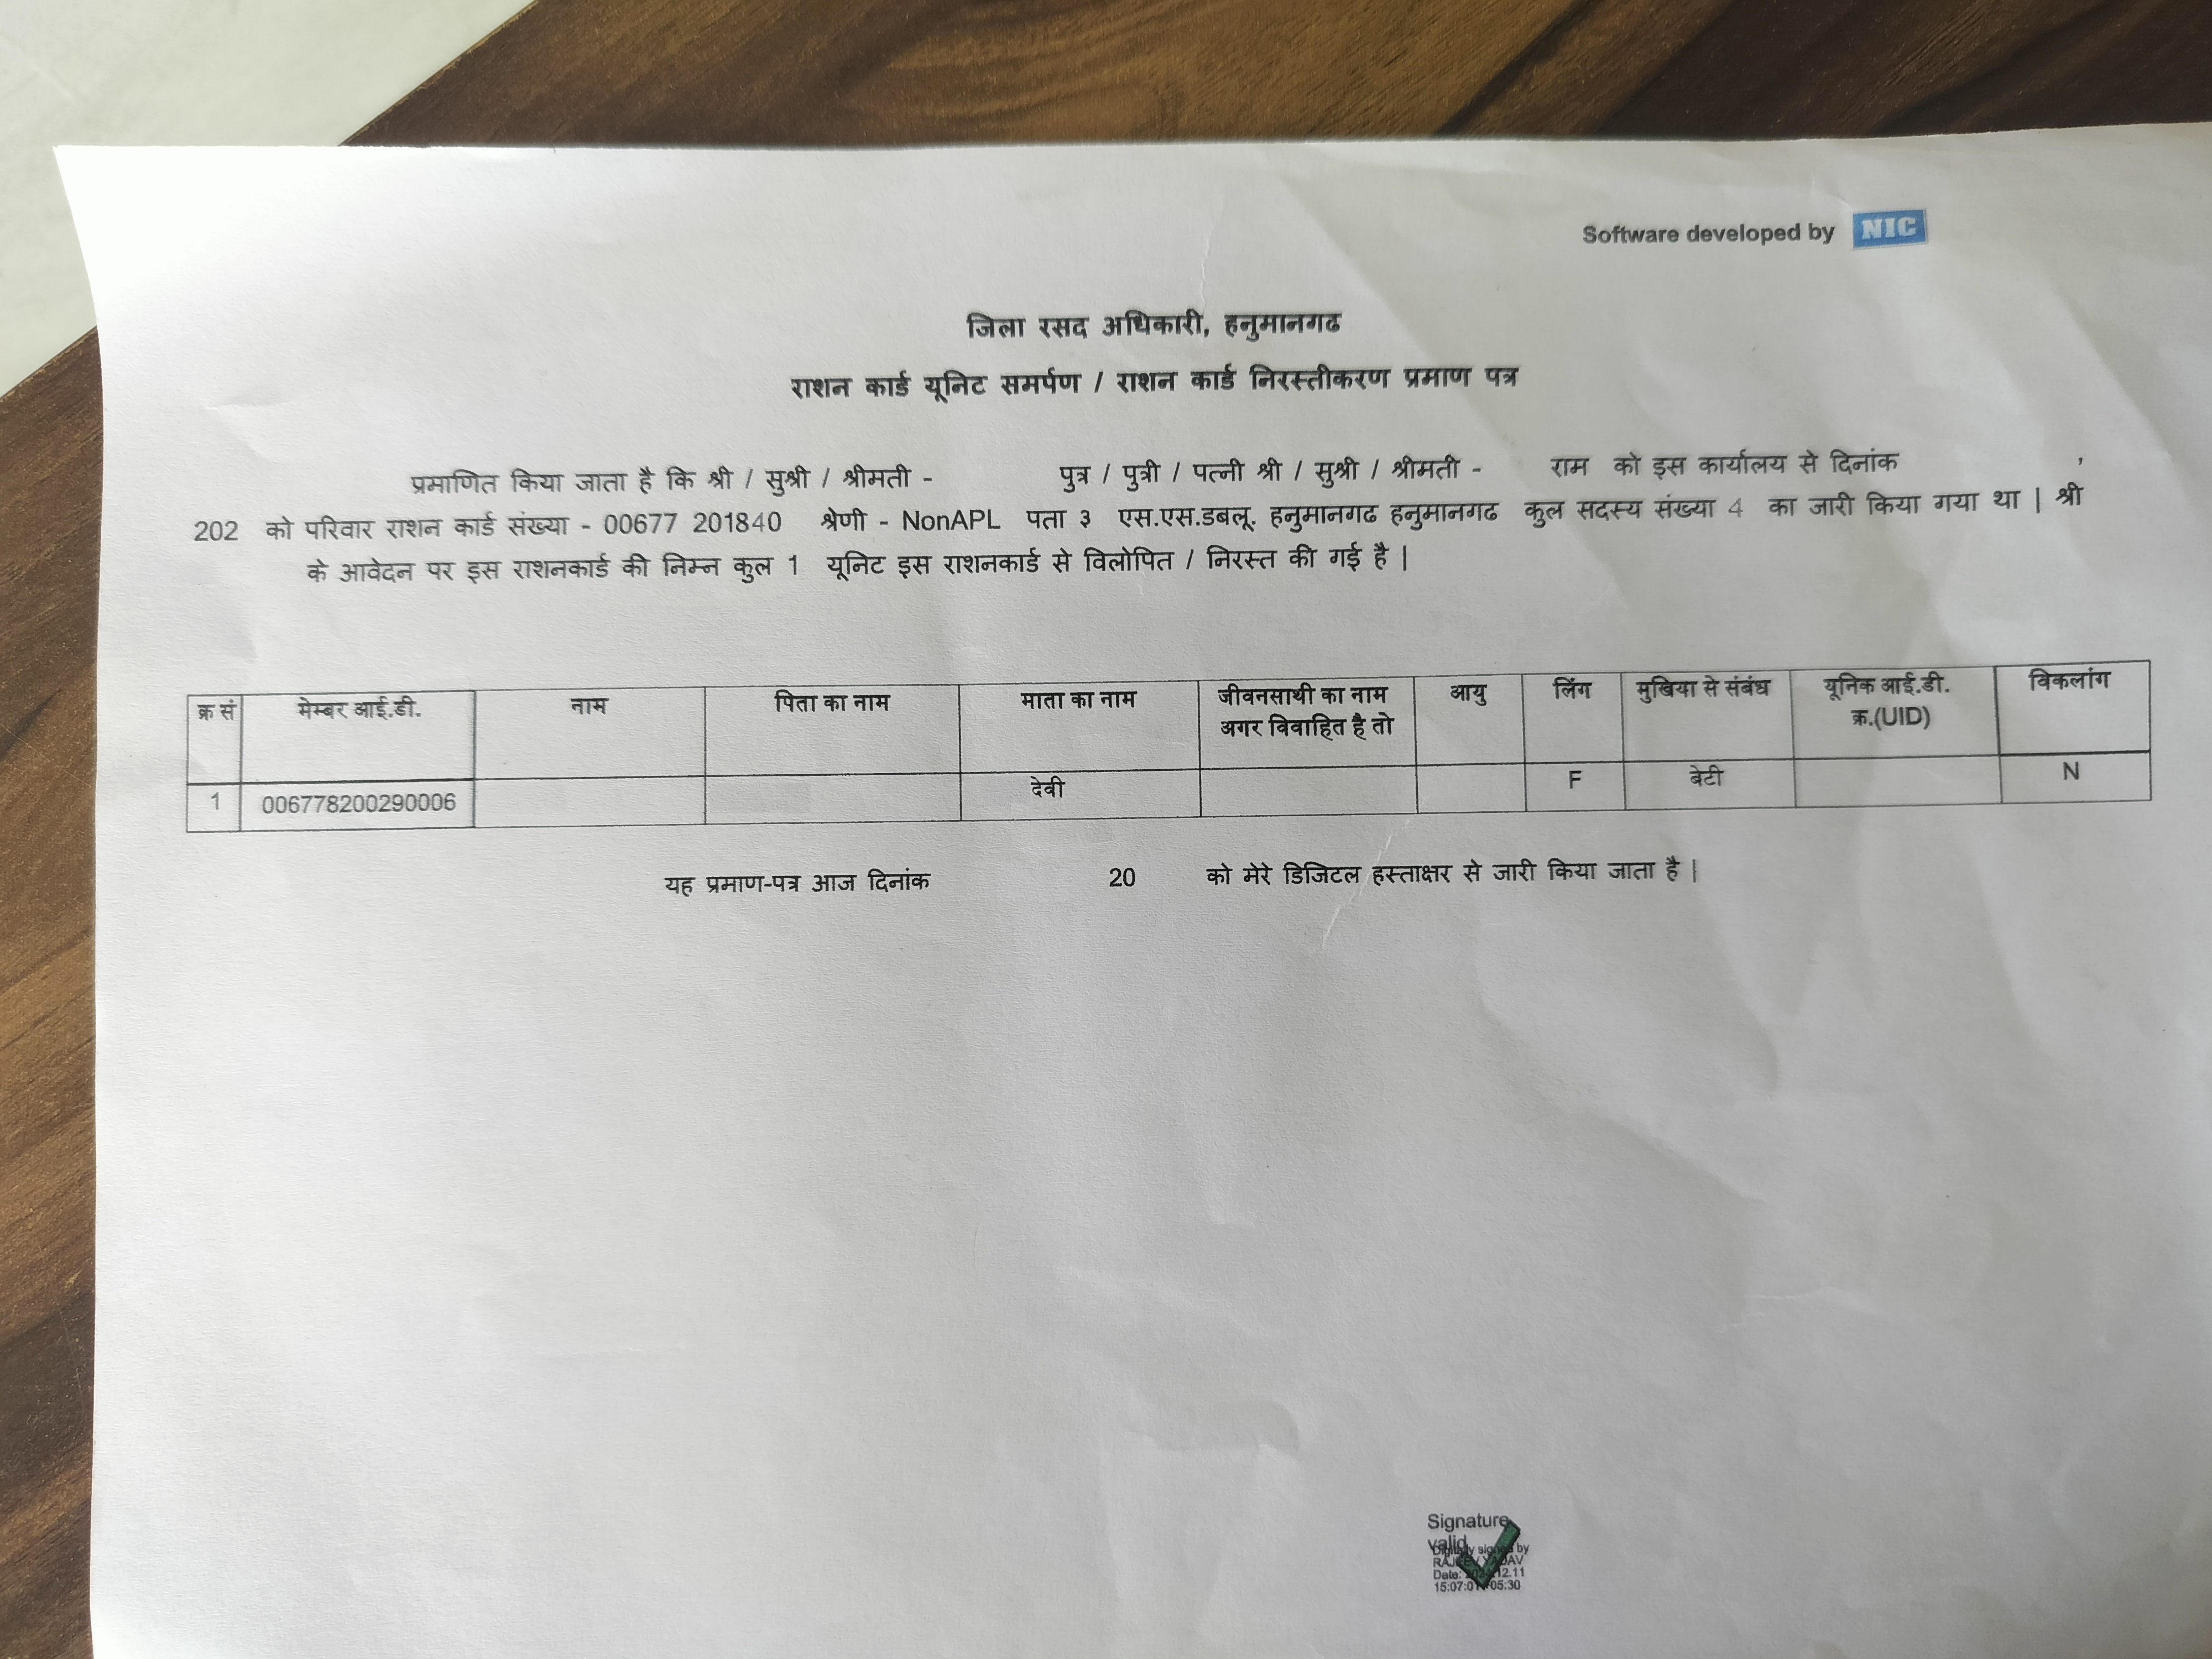 Software developed by NIC
जिला रसद अधिकारी, हनुमानगढ
राशन कार्ड यूनिट समर्पण / राशन कार्ड निरस्तीकरण प्रमाण पत्र
प्रमाणित किया जाता है कि श्री / सुश्री / श्रीमती - पुत्र / पुत्री / पत्नी श्री / सुश्री / श्रीमती - राम को इस कार्यालय से दिनांक ,
202 को परिवार राशन कार्ड संख्या - 00677 201840 श्रेणी - NonAPL पता ३ एस.एस.डबलू. हनुमानगढ हनुमानगढ कुल सदस्य संख्या 4 का जारी किया गया था | श्री
के आवेदन पर इस राशनकार्ड की निम्न कुल 1 यूनिट इस राशनकार्ड से विलोपित / निरस्त की गई है |
क्र सं मेम्बर आई.डी. नाम पिता का नाम माता का नाम जीवनसाथी का नाम अगर विवाहित है तो आयु लिंग मुखिया से संबंध यूनिक आई.डी. क्र.(UID) विकलांग
1 006778200290006 देवी F बेटी N
यह प्रमाण-पत्र आज दिनांक 20 को मेरे डिजिटल हस्ताक्षर से जारी किया जाता है |
Signature
valid
Digitally signed by
Date: 12.11
15:07:0 05:30